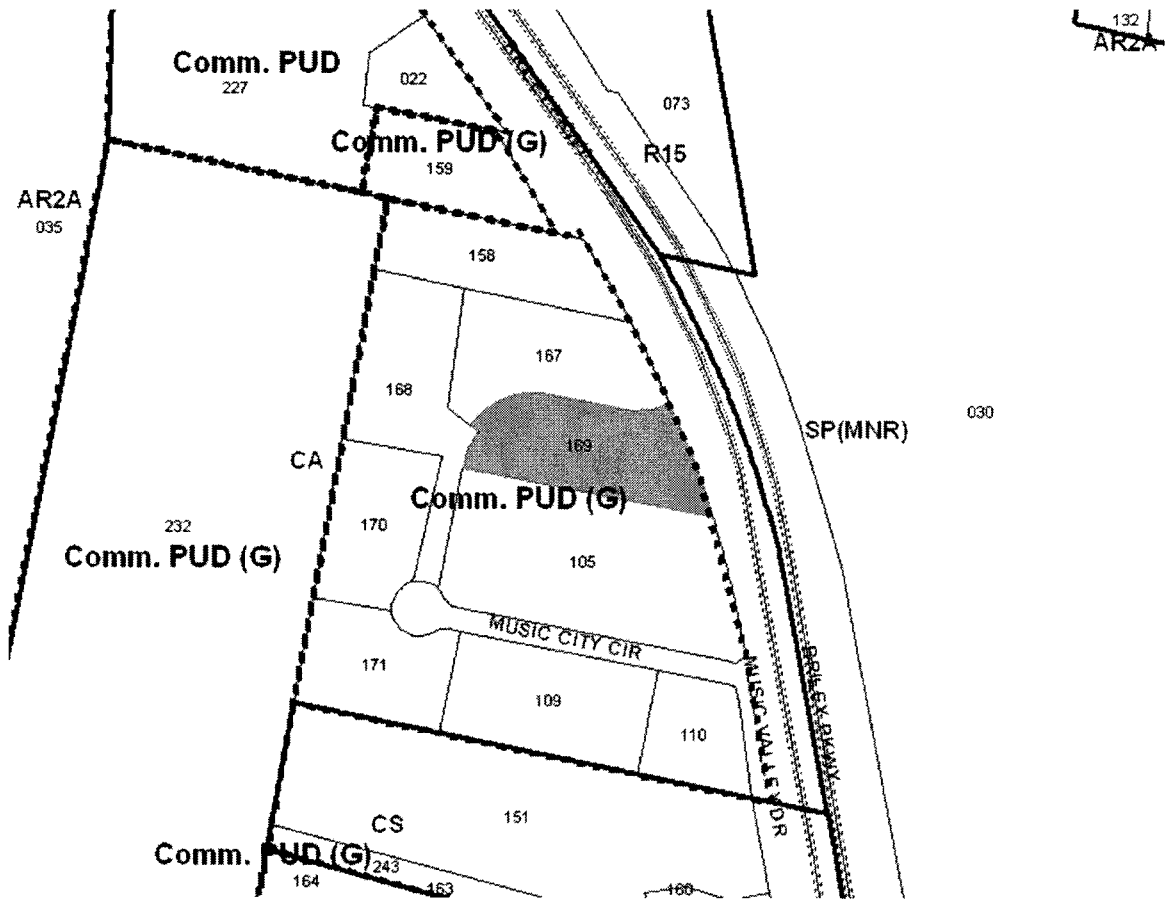 132
AR2A
Comm. PUD
227
022
073
Comm. PUD (G)
159
R15
AR2A
035
158
167
168
030
SP(MNR)
169
CA
Comm. PUD (G)
170
232
Comm. PUD (G)
105
MUSIC CITY CIR
171
109
110
MUSIC VALLEY DR
BRILEY PKWY
151
CS
Comm. PUD (G)
243
164
163
160